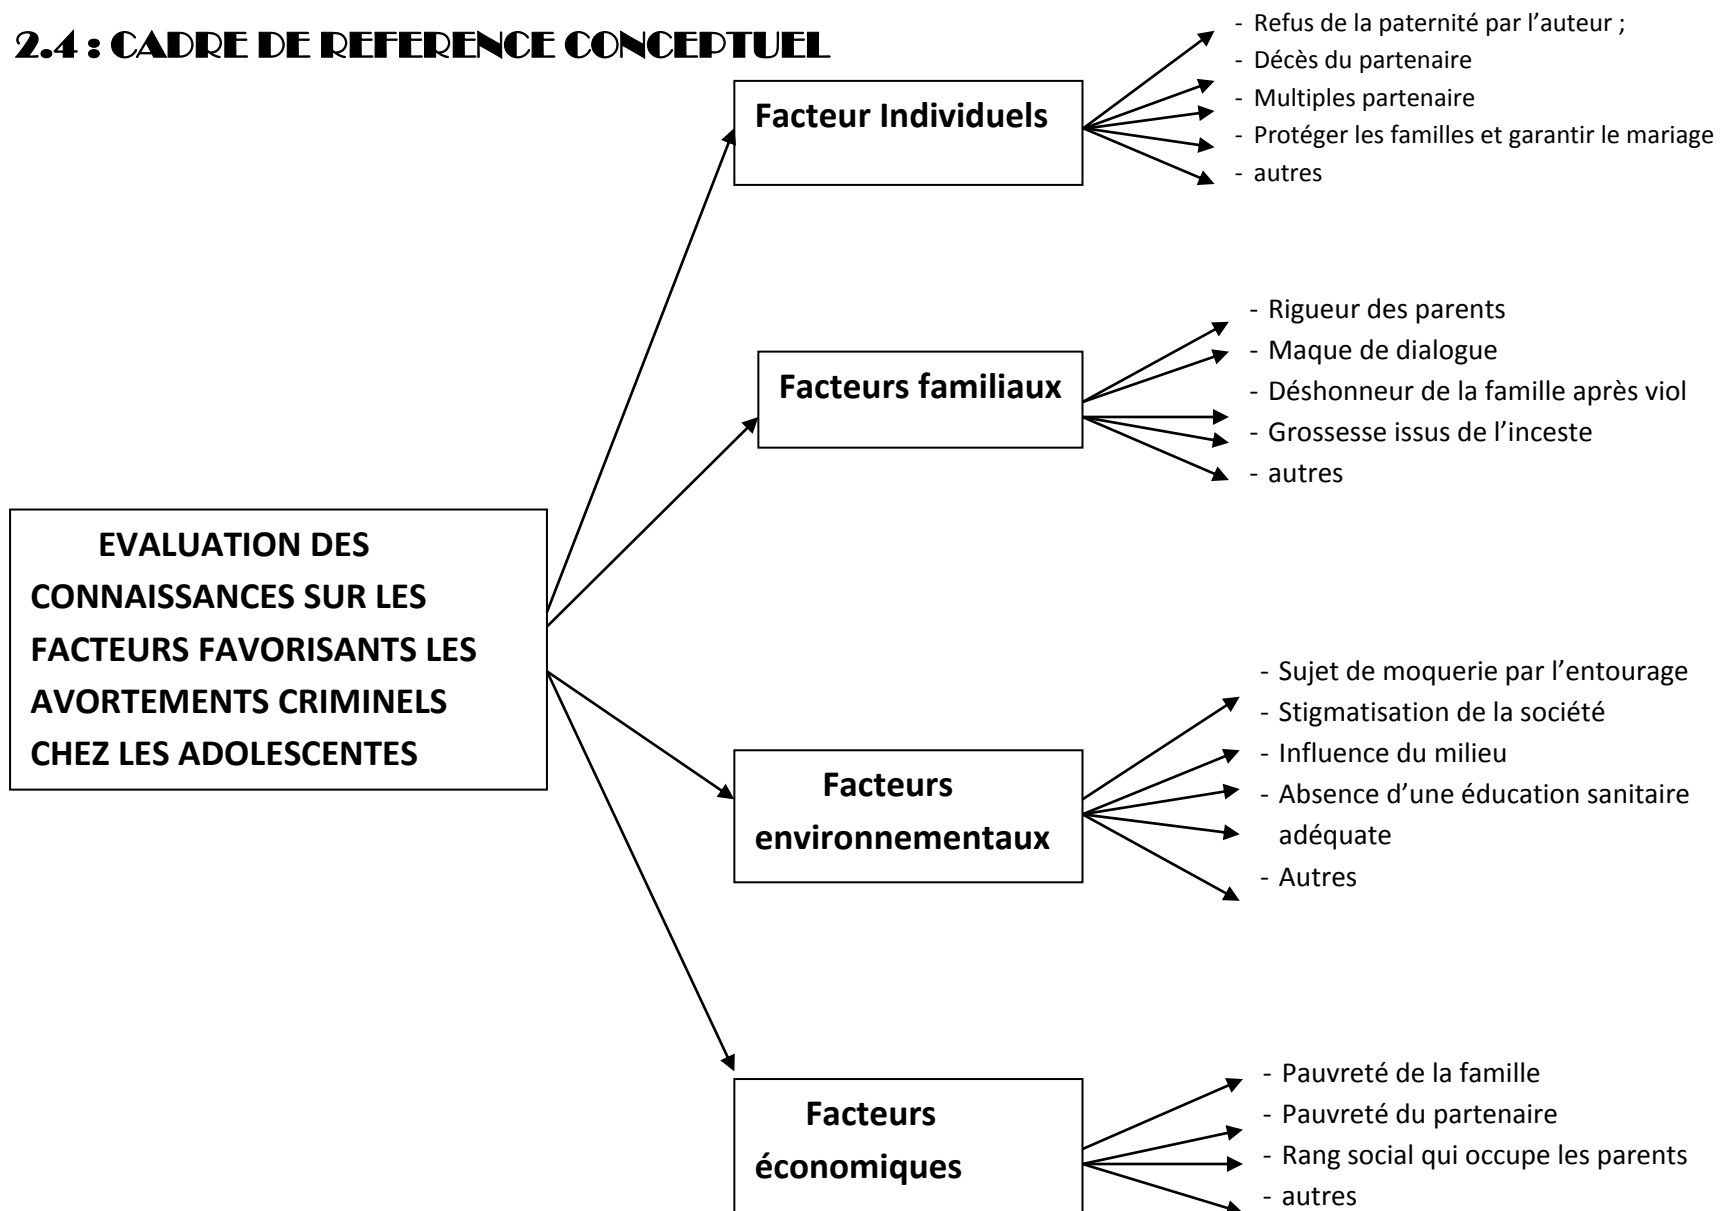 2.4 : CADRE DE REFERENCE CONCEPTUEL
Facteur Individuels
- Refus de la paternité par l’auteur ;
- Décès du partenaire
- Multiples partenaire
- Protéger les familles et garantir le mariage
- autres
Facteurs familiaux
- Rigueur des parents
- Maque de dialogue
- Déshonneur de la famille après viol
- Grossesse issus de l’inceste
- autres
EVALUATION DES
CONNAISSANCES SUR LES
FACTEURS FAVORISANTS LES
AVORTEMENTS CRIMINELS
CHEZ LES ADOLESCENTES
Facteurs
environnementaux
- Sujet de moquerie par l’entourage
- Stigmatisation de la société
- Influence du milieu
- Absence d’une éducation sanitaire
adéquate
- Autres
Facteurs
économiques
- Pauvreté de la famille
- Pauvreté du partenaire
- Rang social qui occupe les parents
- autres